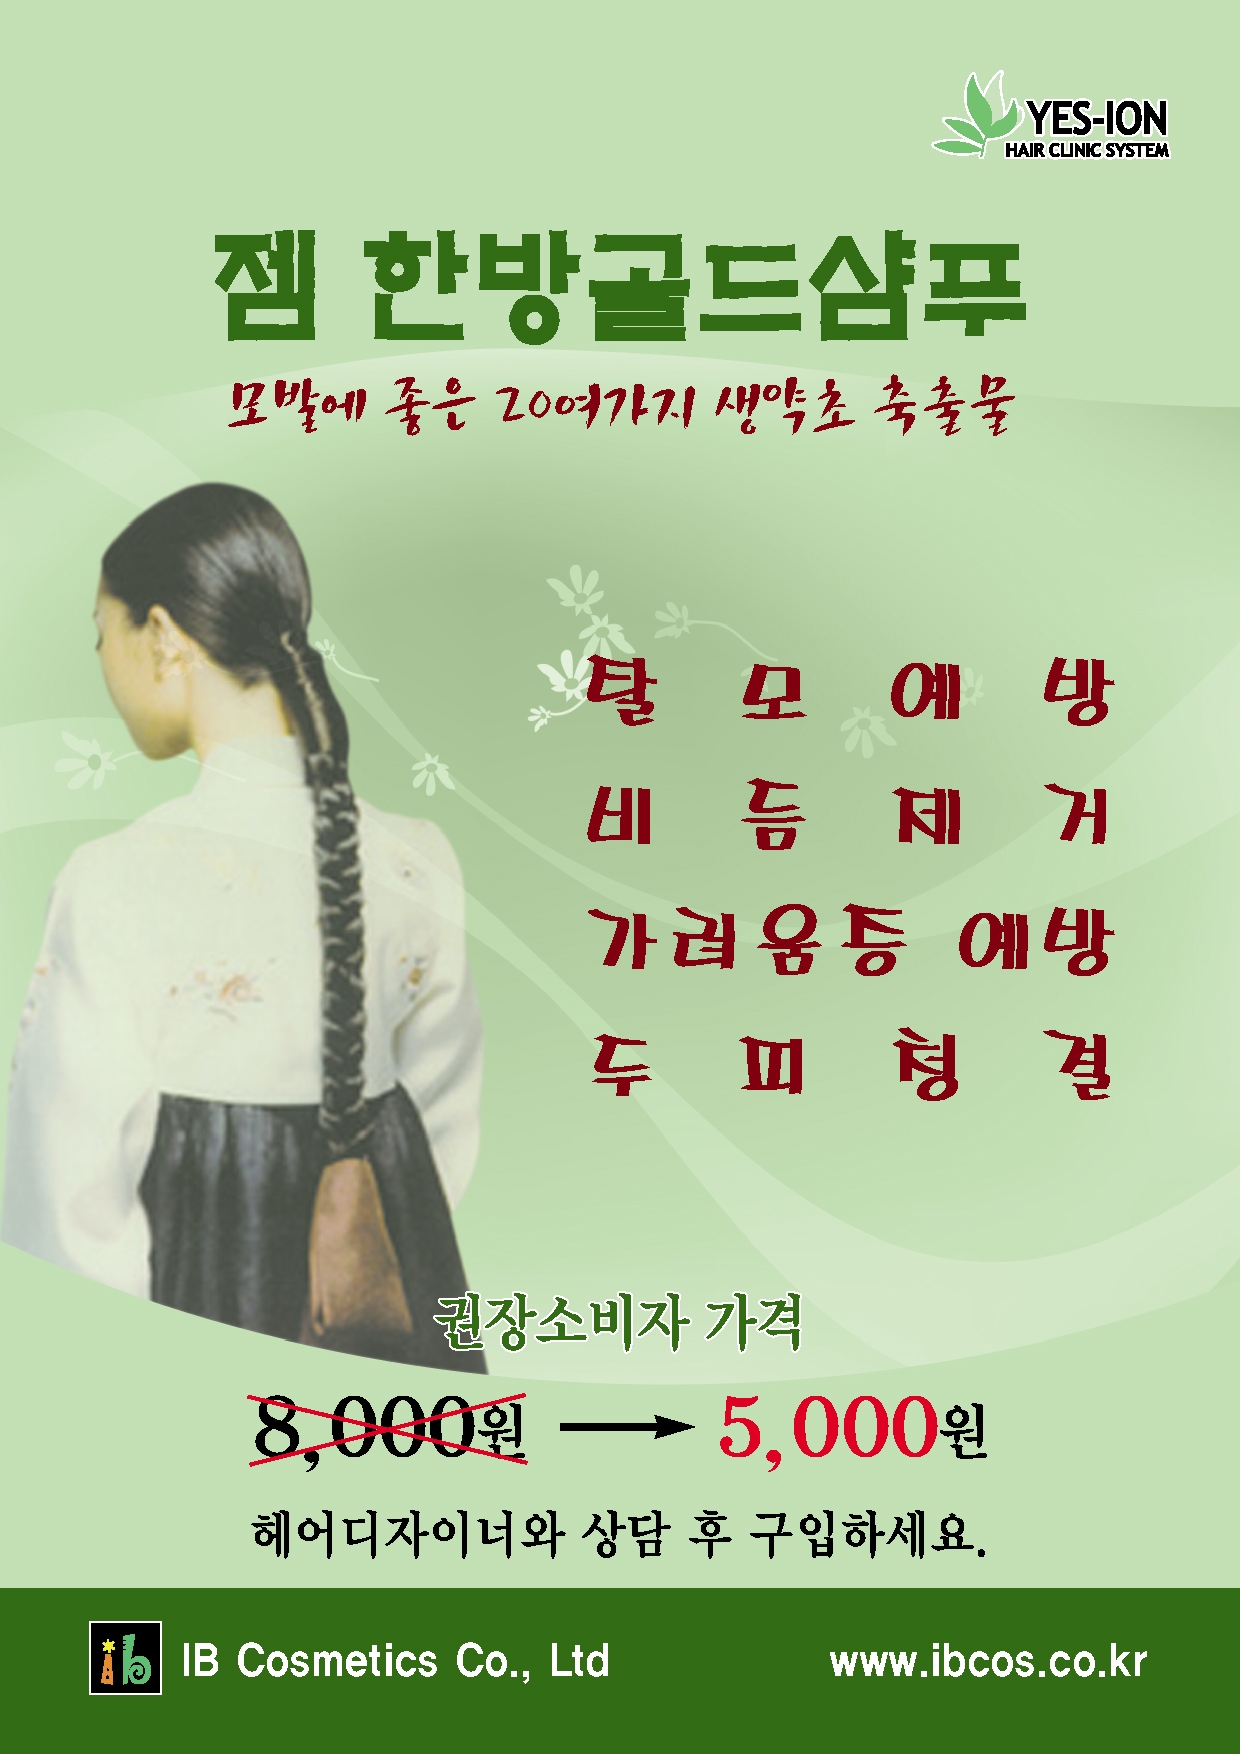 YES-ION
HAIR CLINIC SYSTEM
젬 한방골드샴푸
모발에 좋은 20여가지 생약초 축출물
탈 모 예 방
비 듬 제 거
가려움등 예방
두 피 청 결
권장소비자 가격
8,000원 → 5,000원
헤어디자이너와 상담 후 구입하세요.
ib IB Cosmetics Co., Ltd www.ibcos.co.kr